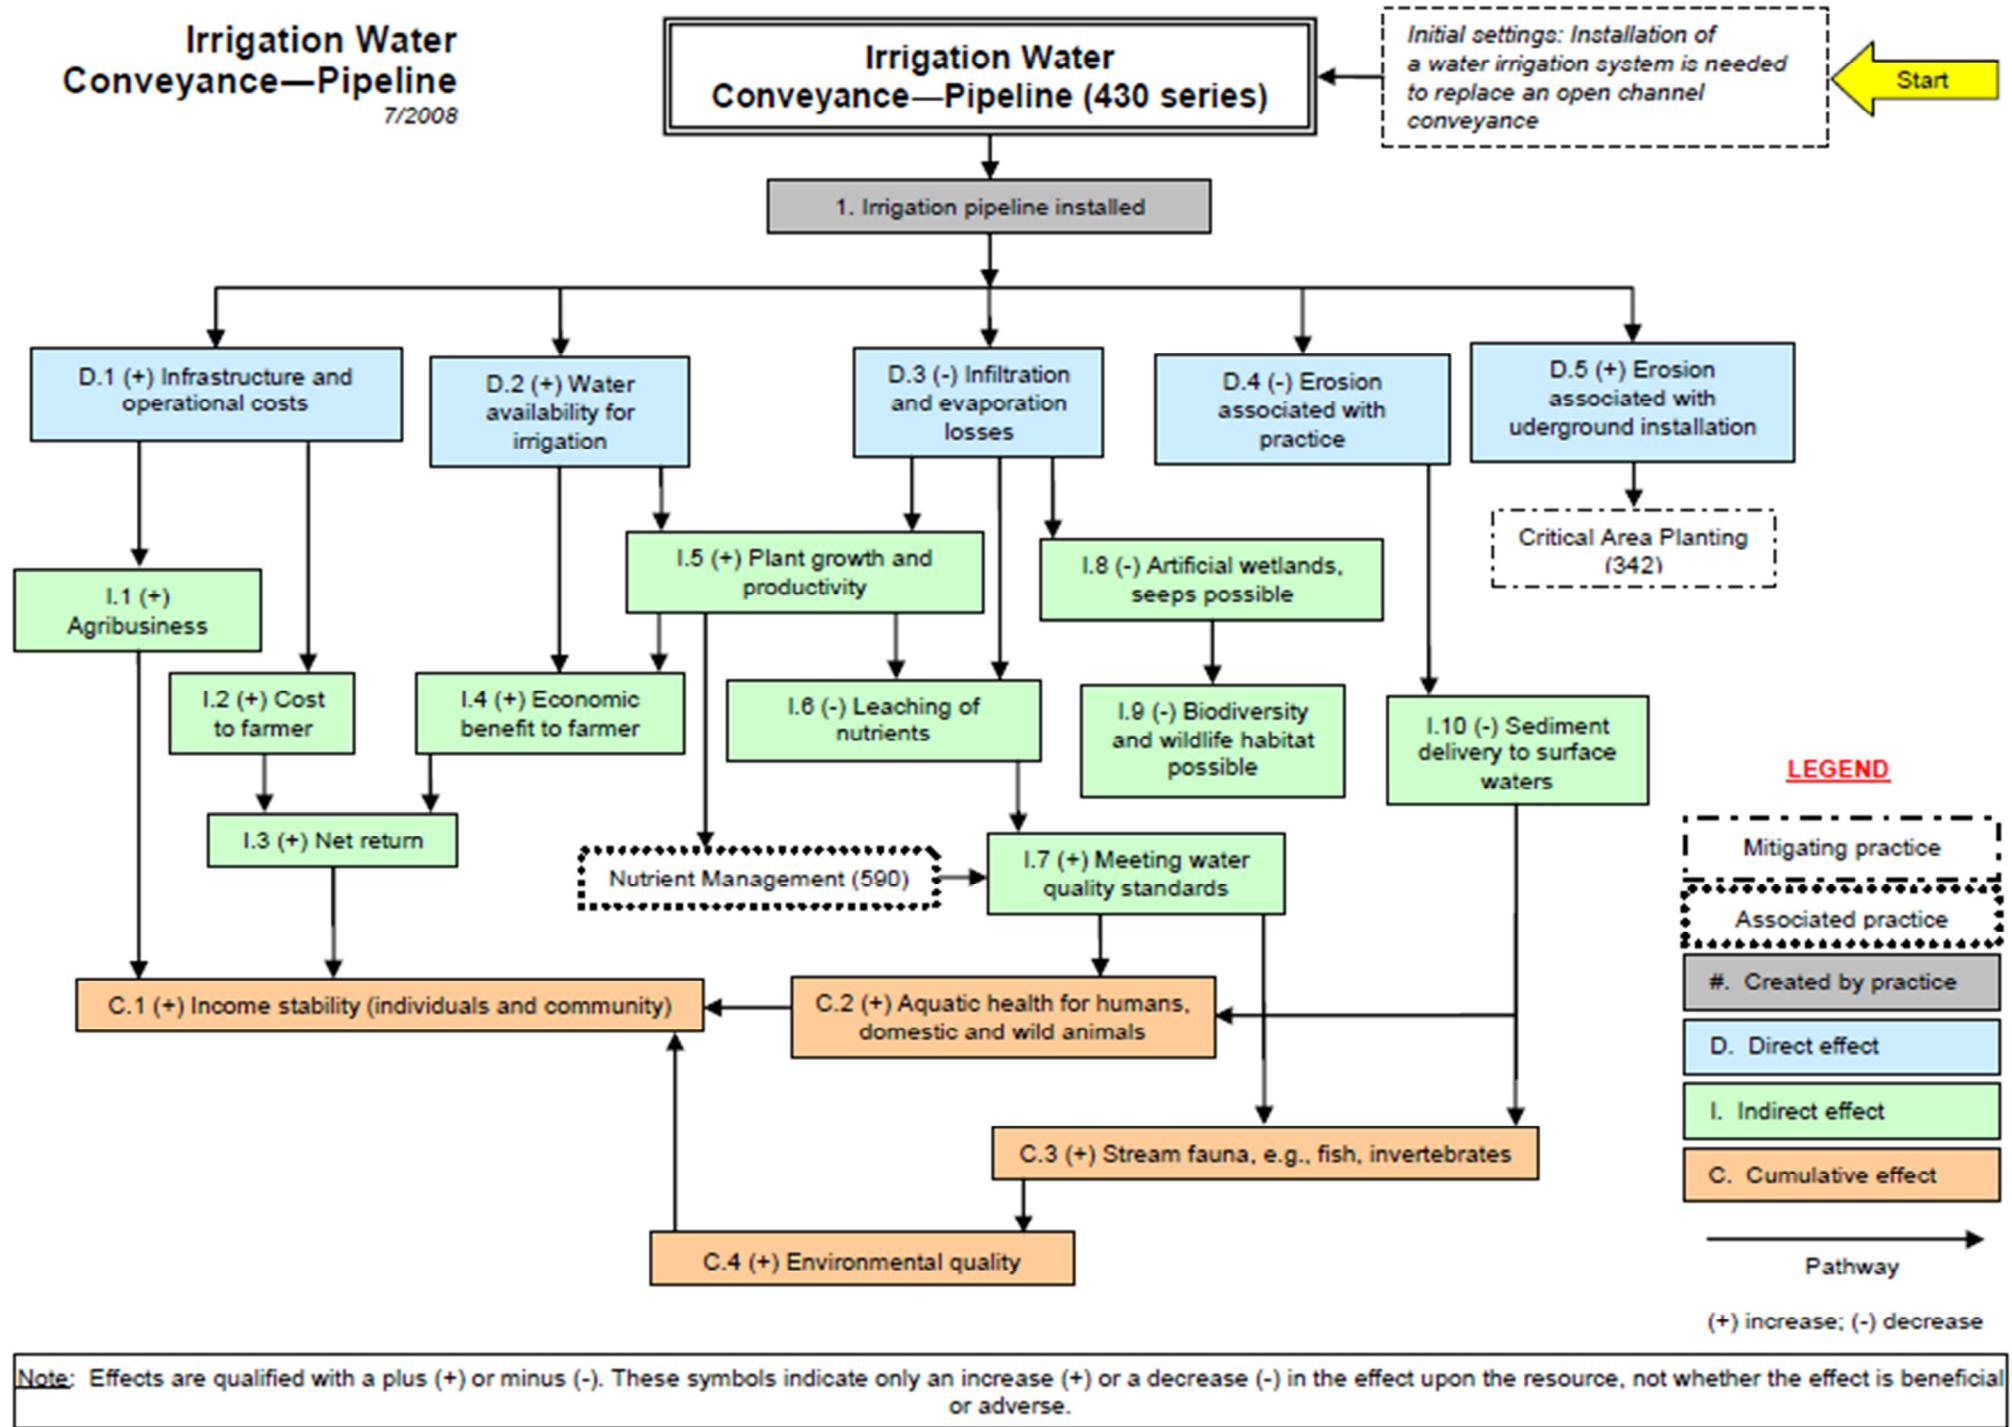 Irrigation Water
Conveyance—Pipeline
7/2008
Irrigation Water
Conveyance—Pipeline (430 series)
Initial settings: Installation of
a water irrigation system is needed
to replace an open channel
conveyance
Start
1. Irrigation pipeline installed
D.1 (+) Infrastructure and
operational costs
D.2 (+) Water
availability for
irrigation
D.3 (-) Infiltration
and evaporation
losses
D.4 (-) Erosion
associated with
practice
D.5 (+) Erosion
associated with
uderground installation
Critical Area Planting
(342)
I.5 (+) Plant growth and
productivity
I.8 (-) Artificial wetlands,
seeps possible
I.1 (+)
Agribusiness
I.2 (+) Cost
to farmer
I.4 (+) Economic
benefit to farmer
I.6 (-) Leaching of
nutrients
I.9 (-) Biodiversity
and wildlife habitat
possible
I.10 (-) Sediment
delivery to surface
waters
I.3 (+) Net return
Nutrient Management (590)
I.7 (+) Meeting water
quality standards
C.1 (+) Income stability (individuals and community)
C.2 (+) Aquatic health for humans,
domestic and wild animals
C.3 (+) Stream fauna, e.g., fish, invertebrates
C.4 (+) Environmental quality
LEGEND
Mitigating practice
Associated practice
#. Created by practice
D. Direct effect
I. Indirect effect
C. Cumulative effect
Pathway
(+) increase; (-) decrease
Note: Effects are qualified with a plus (+) or minus (-). These symbols indicate only an increase (+) or a decrease (-) in the effect upon the resource, not whether the effect is beneficial
or adverse.